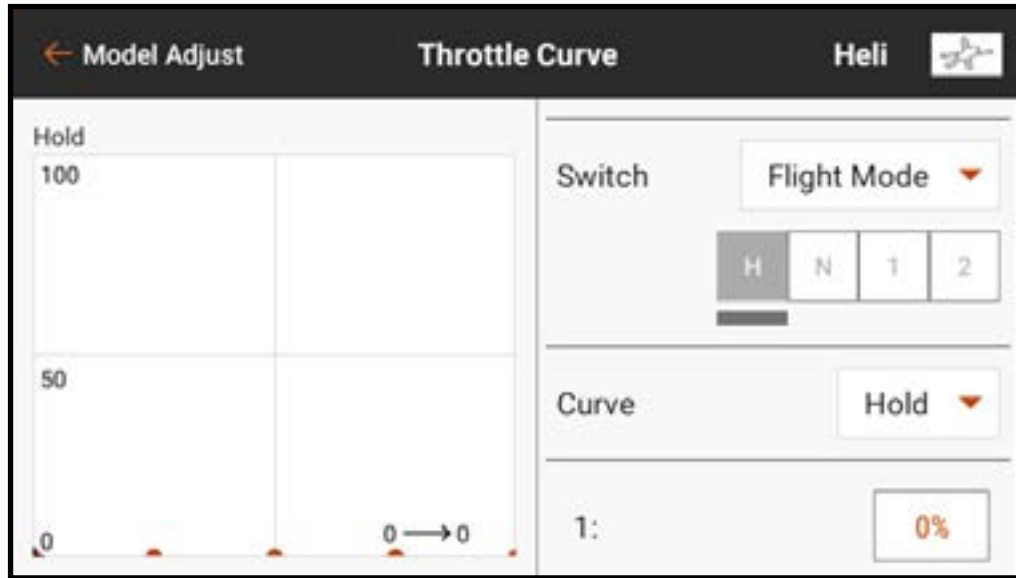 ← Model Adjust
Throttle Curve
Heli
Hold
100
50
0
0 → 0
Switch
Flight Mode
H N 1 2
Curve
Hold
1:
0%